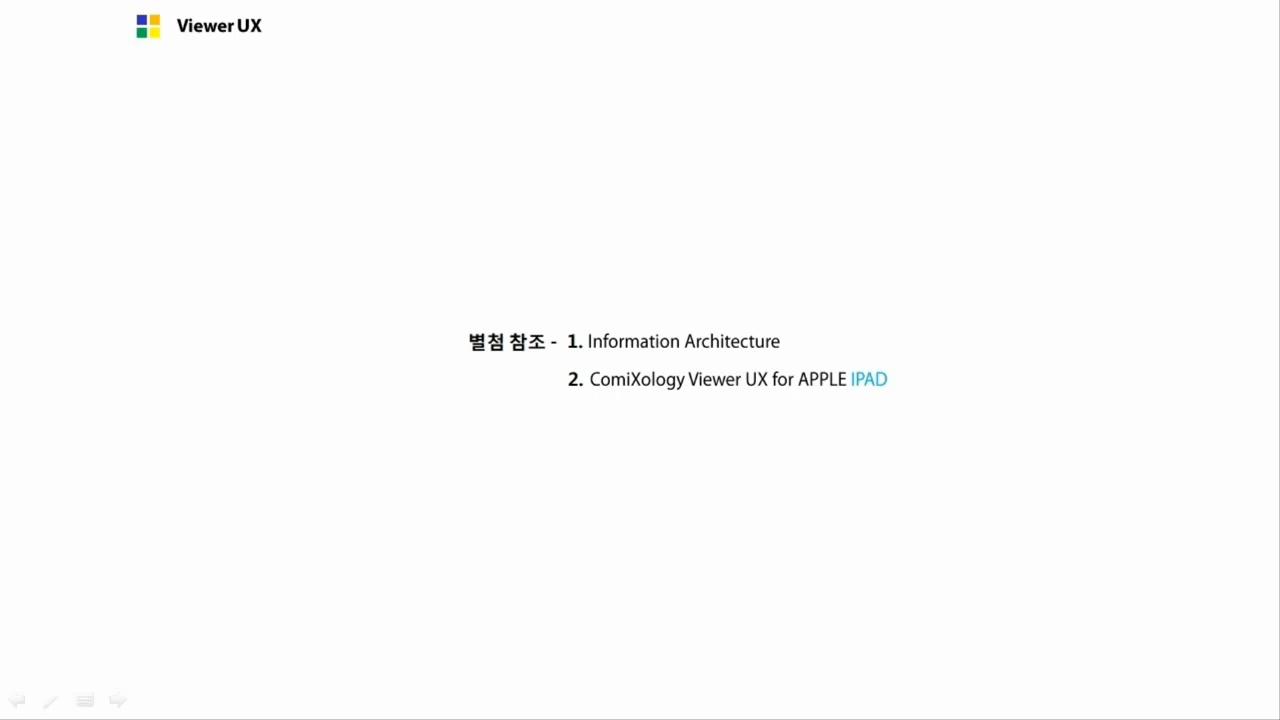 Viewer UX
별첨 참조 - 1. Information Architecture
2. ComiXology Viewer UX for APPLE IPAD